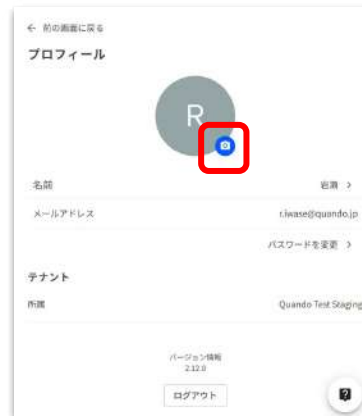 ← 前の画面に戻る
プロフィール
R
名前 岩瀬 >
メールアドレス r.iwase@quando.jp
パスワードを変更 >
テナント
所属 Quando Test Staging
バージョン情報
2.12.0
ログアウト
?